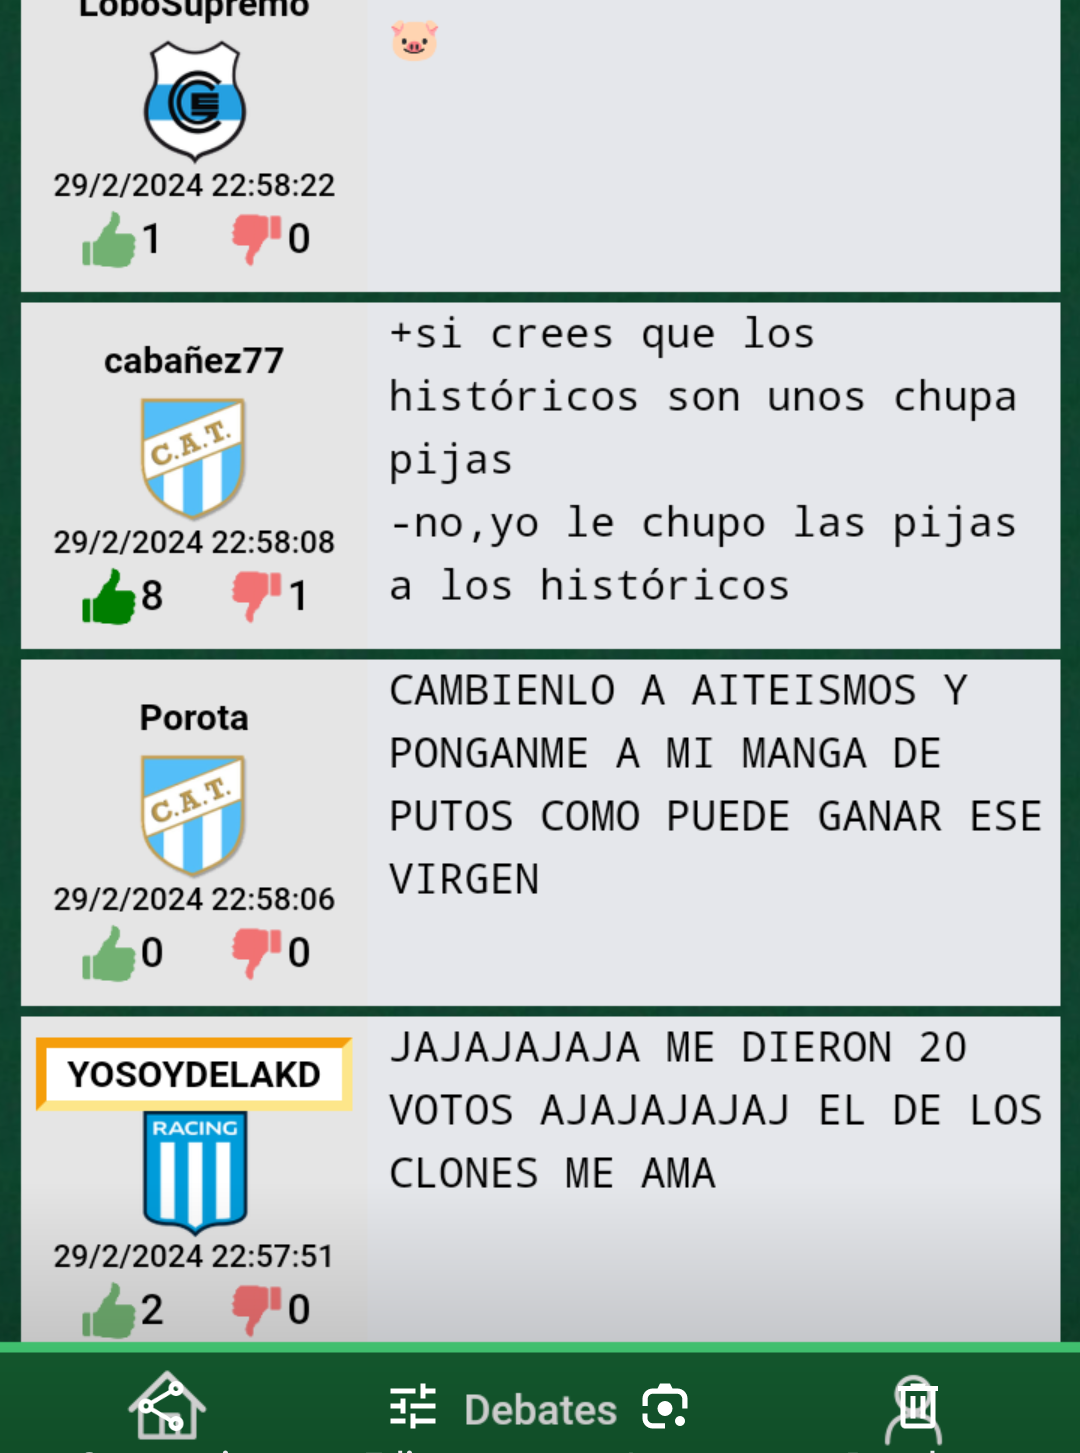 LoboSupremo
🐷
CGE
29/2/2024 22:58:22
1 0
cabañez77
C.A.T.
29/2/2024 22:58:08
8 1
+si crees que los
históricos son unos chupa
pijas
-no,yo le chupo las pijas
a los históricos
Porota
C.A.T.
29/2/2024 22:58:06
0 0
CAMBIENLO A AITEISMOS Y
PONGANME A MI MANGA DE
PUTOS COMO PUEDE GANAR ESE
VIRGEN
YOSOYDELAKD
RACING
29/2/2024 22:57:51
2 0
JAJAJAJAJA ME DIERON 20
VOTOS AJAJAJAJAJ EL DE LOS
CLONES ME AMA
Debates